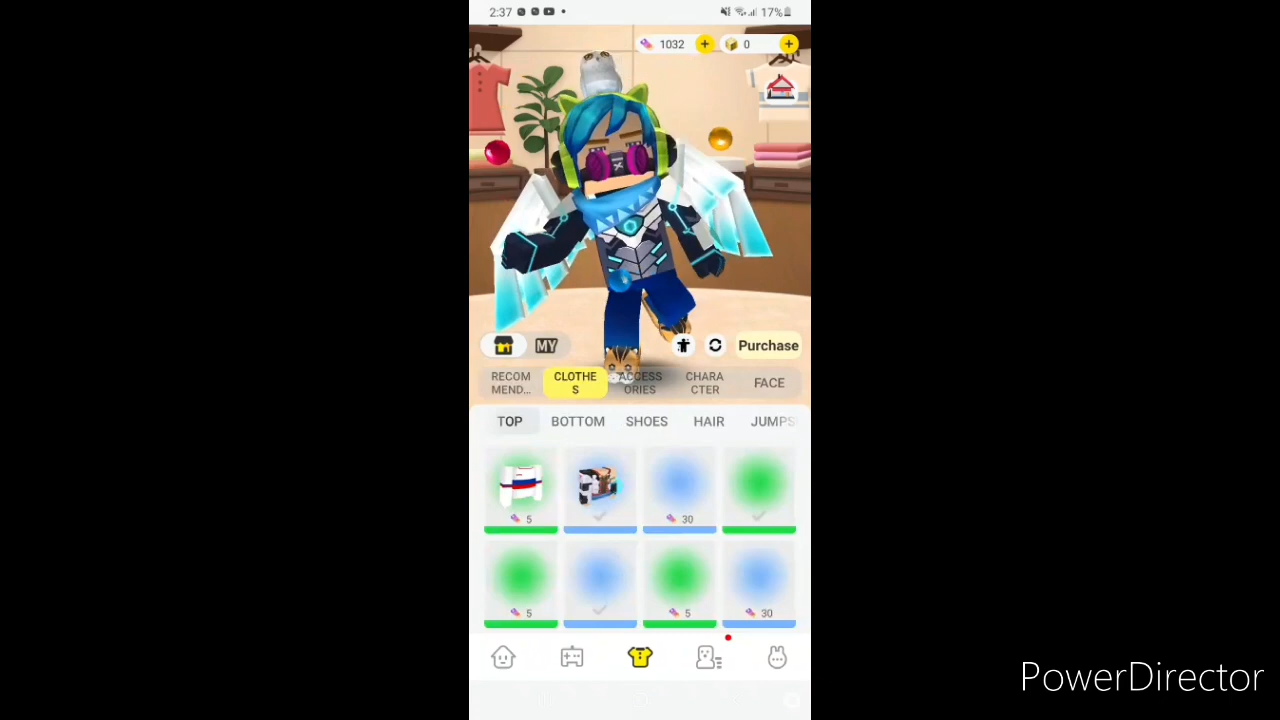 2:37
17%
1032
0
MY
Purchase
RECOM
MEND...
CLOTHE
S
ACCESS
ORIES
CHARA
CTER
FACE
TOP BOTTOM SHOES HAIR JUMPS
5
30
5
5
30
PowerDirector